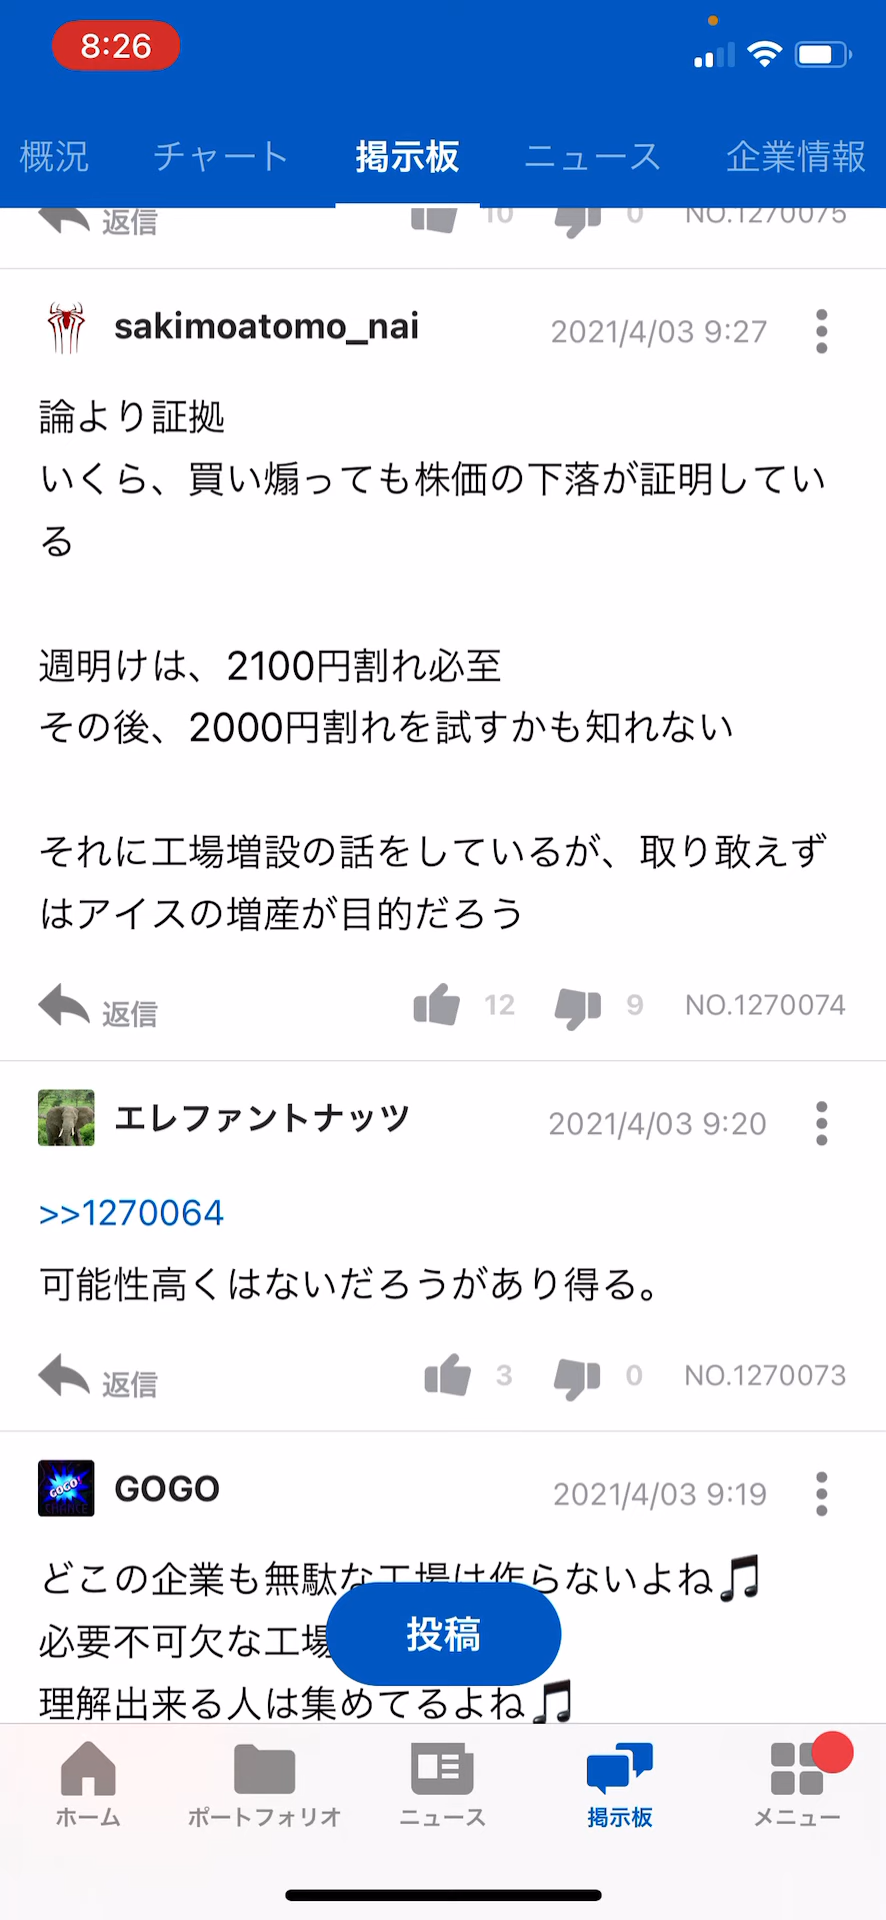 8:26
概況 チャート 掲示板 ニュース 企業情報
返信 10 0 NO.1270075
sakimoatomo_nai 2021/4/03 9:27
論より証拠
いくら、買い煽っても株価の下落が証明してい
る
週明けは、2100円割れ必至
その後、2000円割れを試すかも知れない
それに工場増設の話をしているが、取り敢えず
はアイスの増産が目的だろう
返信 12 9 NO.1270074
エレファントナッツ 2021/4/03 9:20
>>1270064
可能性高くはないだろうがあり得る。
返信 3 0 NO.1270073
GOGO! CHANCE
GOGO 2021/4/03 9:19
どこの企業も無駄な工場は作らないよね🎵
必要不可欠な工場
投稿
理解出来る人は集めてるよね🎵
ホーム ポートフォリオ ニュース 掲示板 メニュー